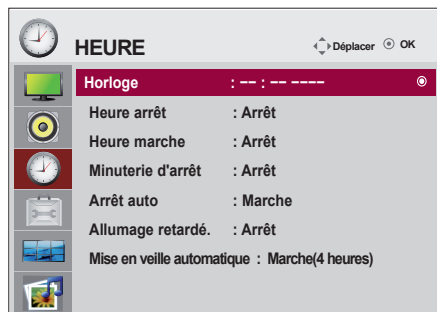 HEURE
Déplacer OK
Horloge : -- : -- ----
Heure arrêt : Arrêt
Heure marche : Arrêt
Minuterie d'arrêt : Arrêt
Arrêt auto : Marche
Allumage retardé. : Arrêt
Mise en veille automatique : Marche(4 heures)